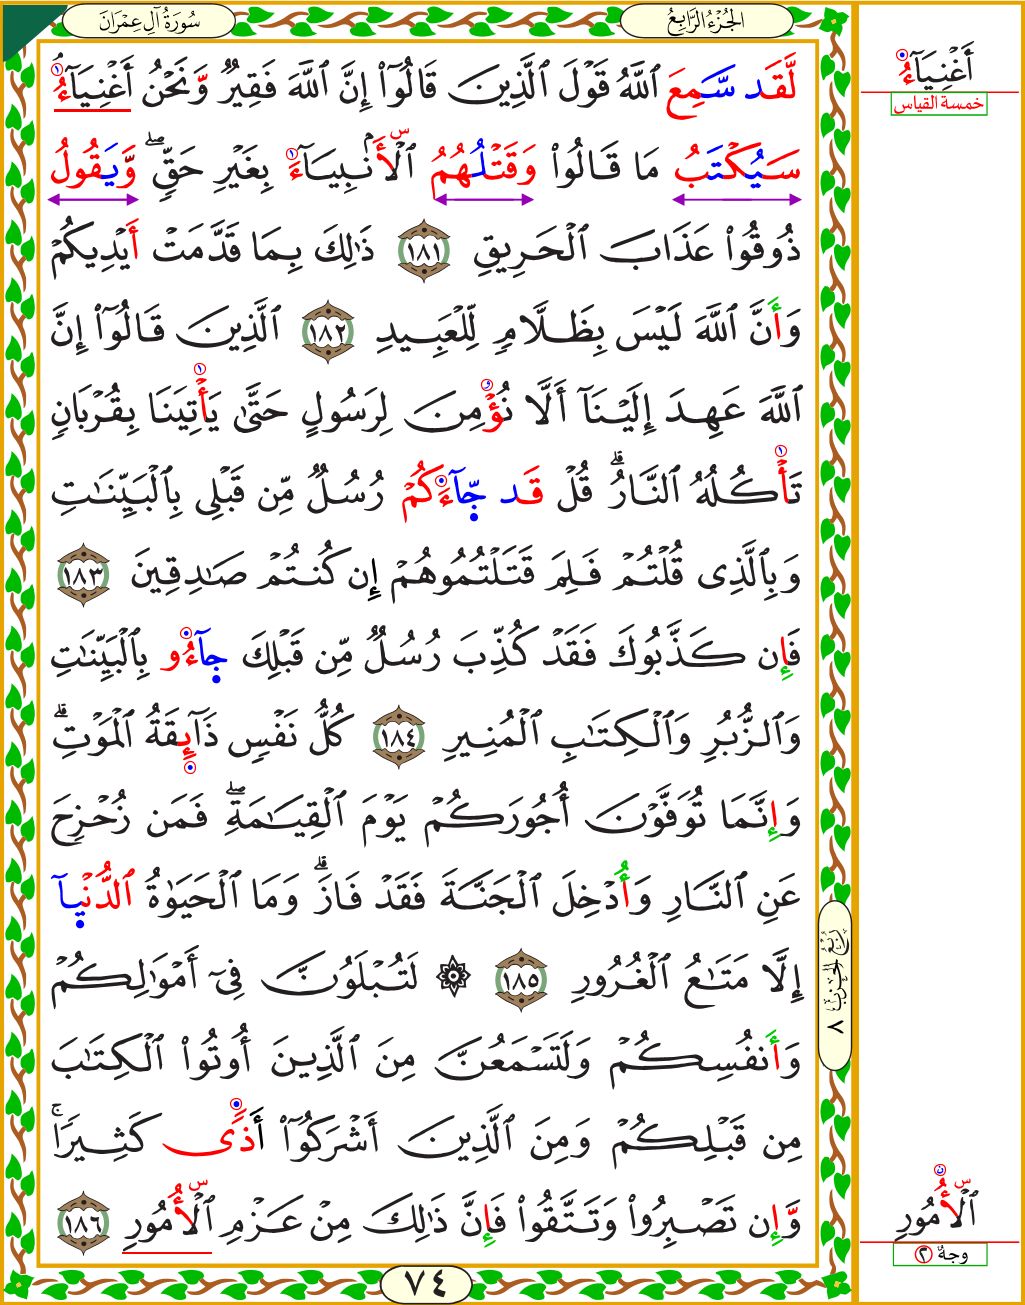 سُورَةُ آلِ عِمْرَانَ
الجُزْءُ الرَّابِعُ
لَّقَد سَّمِعَ ٱللَّهُ قَوْلَ ٱلَّذِينَ قَالُوٓا۟ إِنَّ ٱللَّهَ فَقِيرٌ وَّنَحْنُ أَغْنِيَآءُ
سَيُكْتَبُ مَا قَالُوا۟ وَقَتْلُهُمُ ٱلْأَنۢبِيَآءَ بِغَيْرِ حَقٍّۖ وَّيَقُولُ
ذُوقُوا۟ عَذَابَ ٱلْحَرِيقِ ١٨١ ذَٰلِكَ بِمَا قَدَّمَتْ أَيْدِيكُمْ
وَأَنَّ ٱللَّهَ لَيْسَ بِظَلَّامٍ لِّلْعَبِيدِ ١٨٢ ٱلَّذِينَ قَالُوٓا۟ إِنَّ
ٱللَّهَ عَهِدَ إِلَيْنَآ أَلَّا نُؤْمِنَ لِرَسُولٍ حَتَّىٰ يَأْتِيَنَا بِقُرْبَانٍ
تَأْكُلُهُ ٱلنَّارُۗ قُلْ قَد جَّآءَكُمْ رُسُلٌ مِّن قَبْلِى بِٱلْبَيِّنَٰتِ
وَبِٱلَّذِى قُلْتُمْ فَلِمَ قَتَلْتُمُوهُمْ إِن كُنتُمْ صَٰدِقِينَ ١٨٣
فَإِن كَذَّبُوكَ فَقَدْ كُذِّبَ رُسُلٌ مِّن قَبْلِكَ جَآءُو بِٱلْبَيِّنَٰتِ
وَٱلزُّبُرِ وَٱلْكِتَٰبِ ٱلْمُنِيرِ ١٨٤ كُلُّ نَفْسٍ ذَآئِقَةُ ٱلْمَوْتِۗ
وَإِنَّمَا تُوَفَّوْنَ أُجُورَكُمْ يَوْمَ ٱلْقِيَٰمَةِۖ فَمَن زُحْزِحَ
عَنِ ٱلنَّارِ وَأُدْخِلَ ٱلْجَنَّةَ فَقَدْ فَازَۗ وَمَا ٱلْحَيَوٰةُ ٱلدُّنْيَآ
إِلَّا مَتَٰعُ ٱلْغُرُورِ ١٨٥ ۞ لَتُبْلَوُنَّ فِىٓ أَمْوَٰلِكُمْ
وَأَنفُسِكُمْ وَلَتَسْمَعُنَّ مِنَ ٱلَّذِينَ أُوتُوا۟ ٱلْكِتَٰبَ
مِن قَبْلِكُمْ وَمِنَ ٱلَّذِينَ أَشْرَكُوٓا۟ أَذًى كَثِيرًاۚ
وَّإِن تَصْبِرُوا۟ وَتَتَّقُوا۟ فَإِنَّ ذَٰلِكَ مِنْ عَزْمِ ٱلْأُمُورِ ١٨٦
٧٤
رُبْعُ الحِزْبِ ٨
أَغْنِيَآءُ
خمسة القياس
ٱلْأُمُورِ
وجهٌ ٢